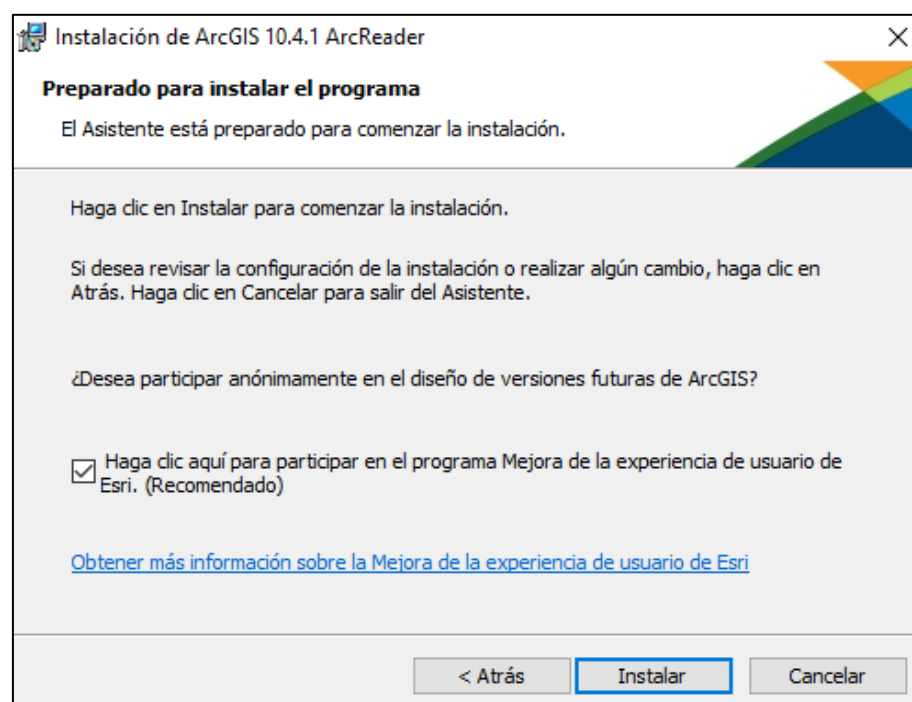 Instalación de ArcGIS 10.4.1 ArcReader
Preparado para instalar el programa
El Asistente está preparado para comenzar la instalación.
Haga clic en Instalar para comenzar la instalación.
Si desea revisar la configuración de la instalación o realizar algún cambio, haga clic en
Atrás. Haga clic en Cancelar para salir del Asistente.
¿Desea participar anónimamente en el diseño de versiones futuras de ArcGIS?
Haga clic aquí para participar en el programa Mejora de la experiencia de usuario de
Esri. (Recomendado)
Obtener más información sobre la Mejora de la experiencia de usuario de Esri
< Atrás Instalar Cancelar